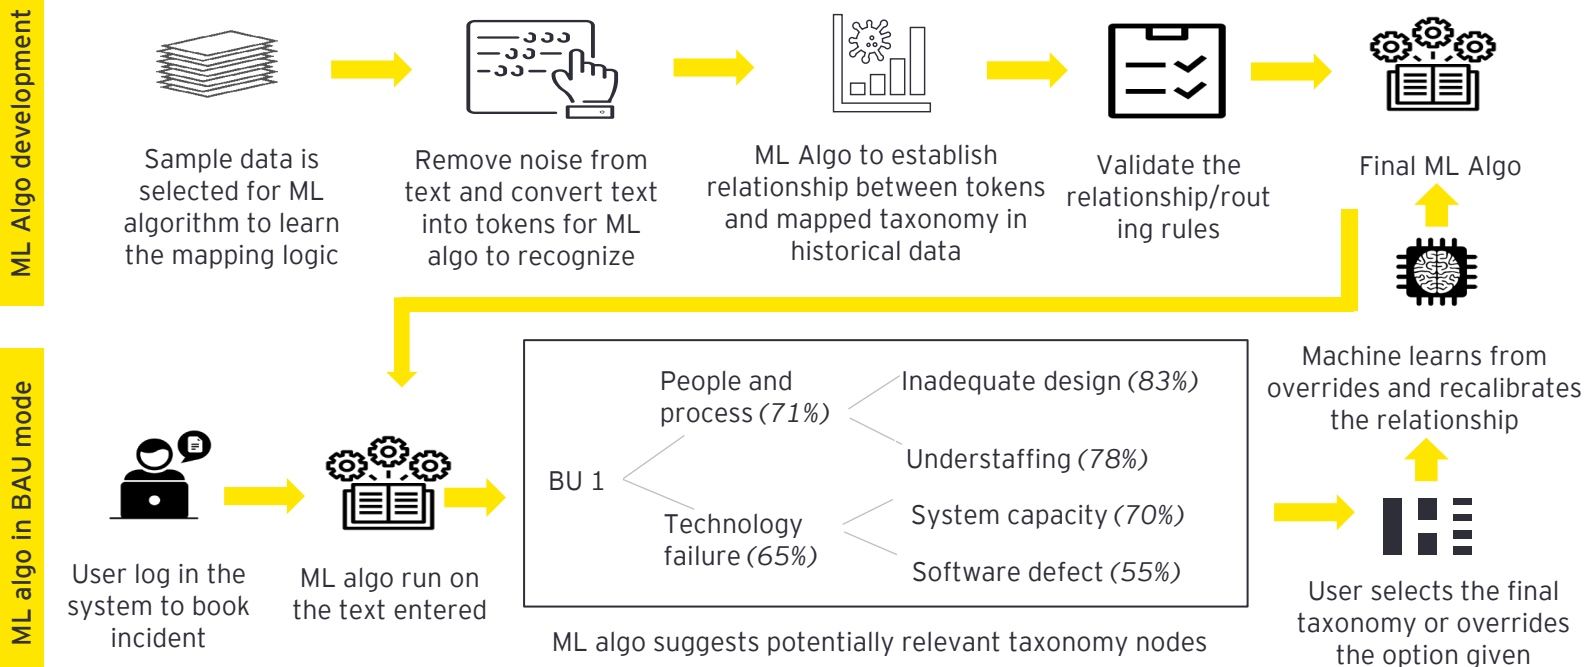 ML Algo development
Sample data is
selected for ML
algorithm to learn
the mapping logic
Remove noise from
text and convert text
into tokens for ML
algo to recognize
ML Algo to establish
relationship between tokens
and mapped taxonomy in
historical data
Validate the
relationship/rout
ing rules
Final ML Algo
ML algo in BAU mode
User log in the
system to book
incident
ML algo run on
the text entered
BU 1
People and
process (71%)
Technology
failure (65%)
Inadequate design (83%)
Understaffing (78%)
System capacity (70%)
Software defect (55%)
ML algo suggests potentially relevant taxonomy nodes
User selects the final
taxonomy or overrides
the option given
Machine learns from
overrides and recalibrates
the relationship